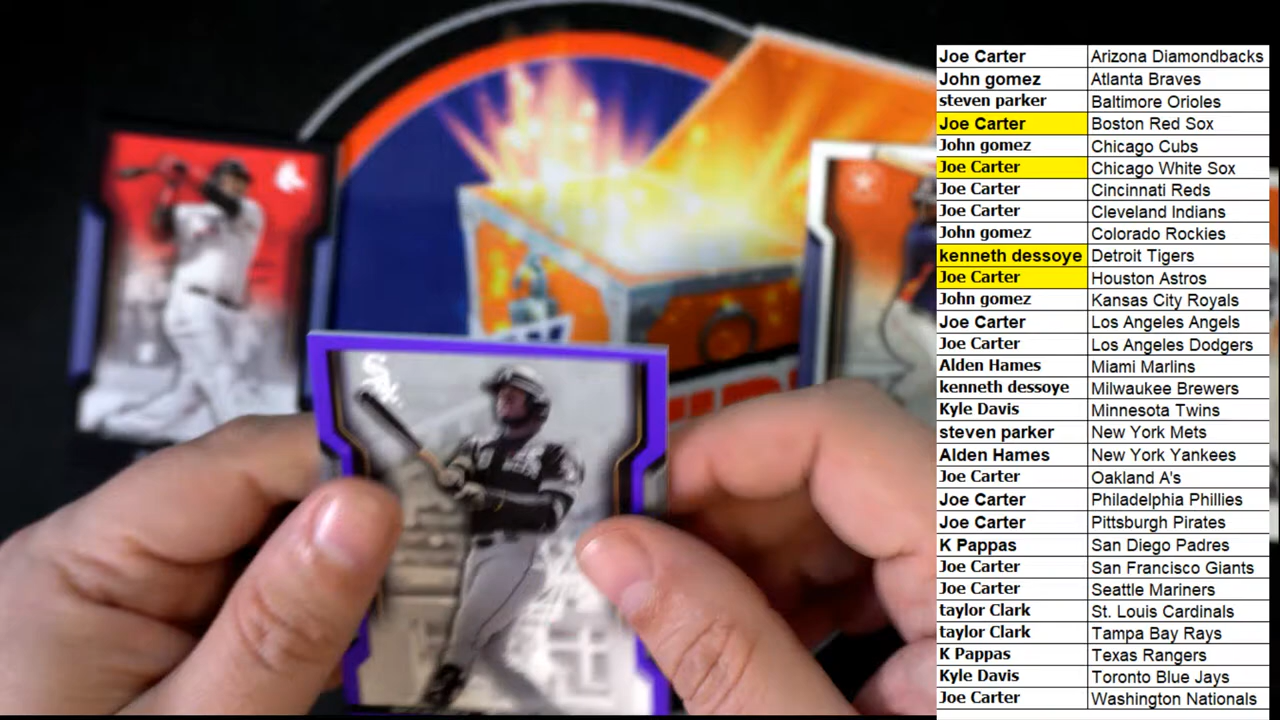 Joe Carter Arizona Diamondbacks
John gomez Atlanta Braves
steven parker Baltimore Orioles
Joe Carter Boston Red Sox
John gomez Chicago Cubs
Joe Carter Chicago White Sox
Joe Carter Cincinnati Reds
Joe Carter Cleveland Indians
John gomez Colorado Rockies
kenneth dessoye Detroit Tigers
Joe Carter Houston Astros
John gomez Kansas City Royals
Joe Carter Los Angeles Angels
Joe Carter Los Angeles Dodgers
Alden Hames Miami Marlins
kenneth dessoye Milwaukee Brewers
Kyle Davis Minnesota Twins
steven parker New York Mets
Alden Hames New York Yankees
Joe Carter Oakland A's
Joe Carter Philadelphia Phillies
Joe Carter Pittsburgh Pirates
K Pappas San Diego Padres
Joe Carter San Francisco Giants
Joe Carter Seattle Mariners
taylor Clark St. Louis Cardinals
taylor Clark Tampa Bay Rays
K Pappas Texas Rangers
Kyle Davis Toronto Blue Jays
Joe Carter Washington Nationals
Sox